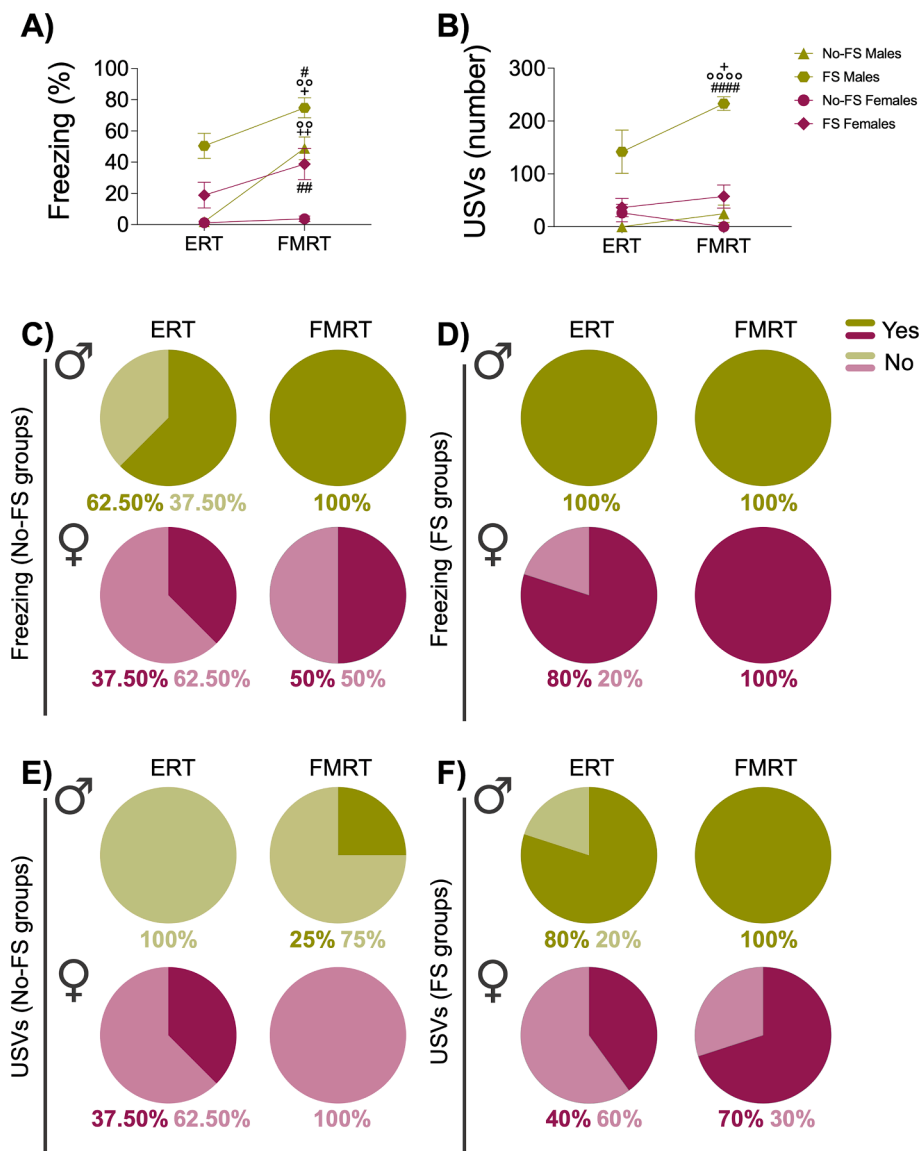 A)
Freezing (%)
100
80
60
40
20
0
ERT FMRT
#
°°
+
°°
++
##
B)
USVs (number)
300
200
100
0
ERT FMRT
+
°°°°
####
No-FS Males
FS Males
No-FS Females
FS Females
C)
ERT FMRT
Freezing (No-FS groups)
♂
62.50% 37.50% 100%
♀
37.50% 62.50% 50% 50%
D)
ERT FMRT
Yes
No
Freezing (FS groups)
♂
100% 100%
♀
80% 20% 100%
E)
ERT FMRT
USVs (No-FS groups)
♂
100% 25% 75%
♀
37.50% 62.50% 100%
F)
ERT FMRT
USVs (FS groups)
♂
80% 20% 100%
♀
40% 60% 70% 30%